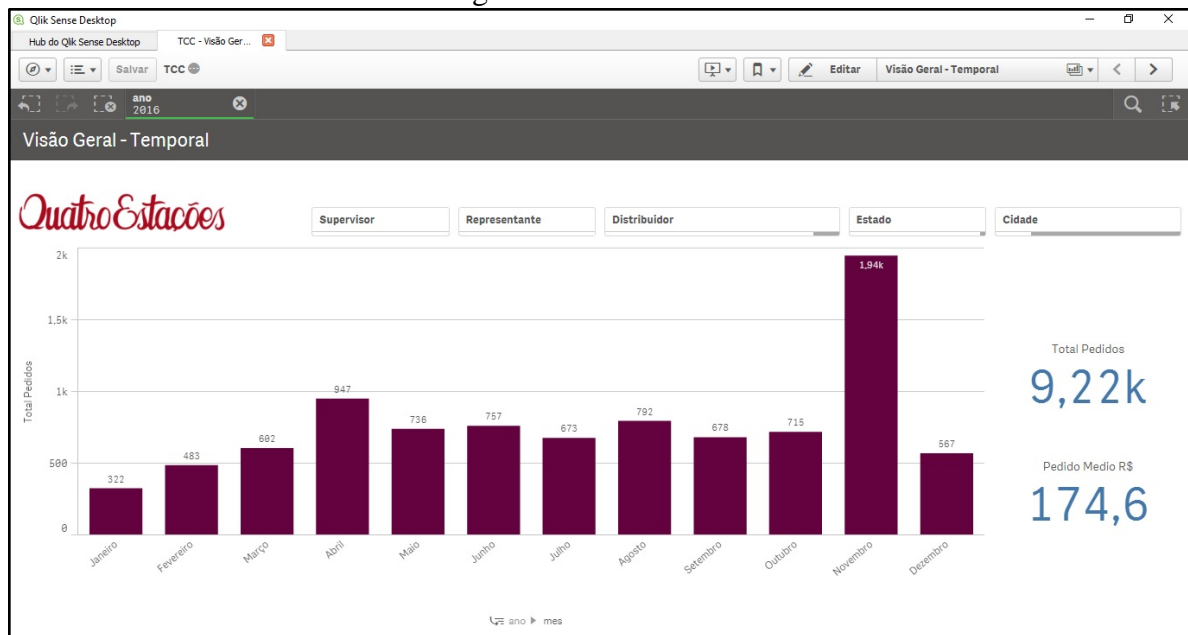 Qlik Sense Desktop
Hub do Qlik Sense Desktop TCC - Visão Ger...
Salvar TCC Editar Visão Geral - Temporal
ano
2016
Visão Geral - Temporal
Quatro Estações
Supervisor Representante Distribuidor Estado Cidade
Total Pedidos
2k
1,5k
1k
500
0
322
483
602
947
736
757
673
792
678
715
1,94k
567
Janeiro
Fevereiro
Março
Abril
Maio
Junho
Julho
Agosto
Setembro
Outubro
Novembro
Dezembro
ano mes
Total Pedidos
9,22k
Pedido Medio R$
174,6